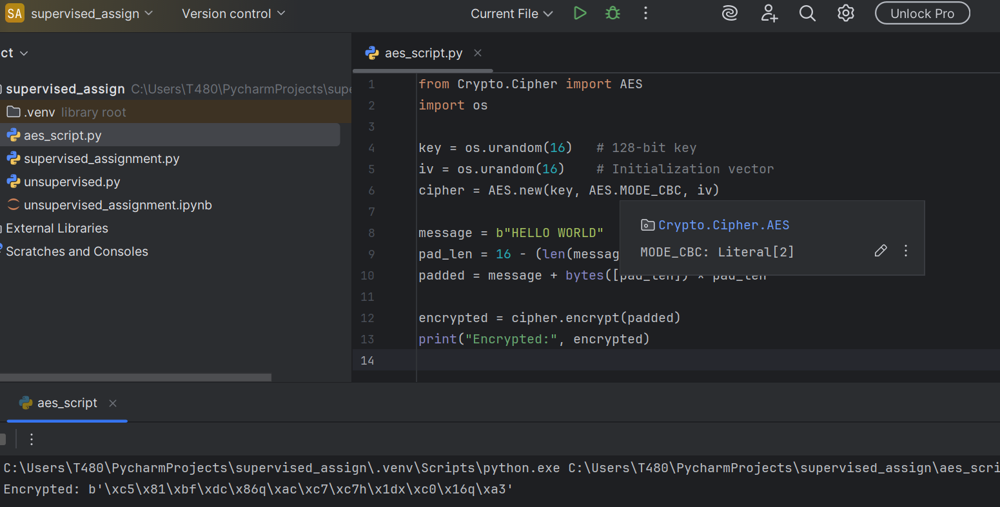 SA supervised_assign Version control Current File Unlock Pro
ct
supervised_assign C:\Users\T480\PycharmProjects\supe
.venv library root
aes_script.py
supervised_assignment.py
unsupervised.py
unsupervised_assignment.ipynb
External Libraries
Scratches and Consoles
aes_script.py
1 from Crypto.Cipher import AES
2 import os
3
4 key = os.urandom(16) # 128-bit key
5 iv = os.urandom(16) # Initialization vector
6 cipher = AES.new(key, AES.MODE_CBC, iv)
7
8 message = b"HELLO WORLD"
9 pad_len = 16 - (len(messag
10 padded = message + bytes([pad_len]) * pad_len
11
12 encrypted = cipher.encrypt(padded)
13 print("Encrypted:", encrypted)
14
Crypto.Cipher.AES
MODE_CBC: Literal[2]
aes_script
C:\Users\T480\PycharmProjects\supervised_assign\.venv\Scripts\python.exe C:\Users\T480\PycharmProjects\supervised_assign\aes_scri
Encrypted: b'\xc5\x81\xbf\xdc\x86q\xac\xc7\xc7h\x1dx\xc0\x16q\xa3'